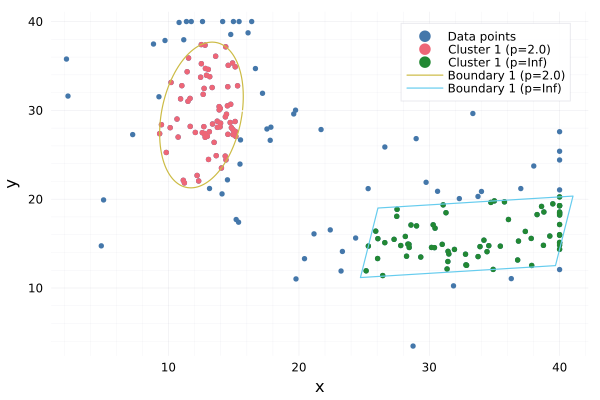 40
30
20
10
y
10
20
30
40
x
Data points
Cluster 1 (p=2.0)
Cluster 1 (p=Inf)
Boundary 1 (p=2.0)
Boundary 1 (p=Inf)